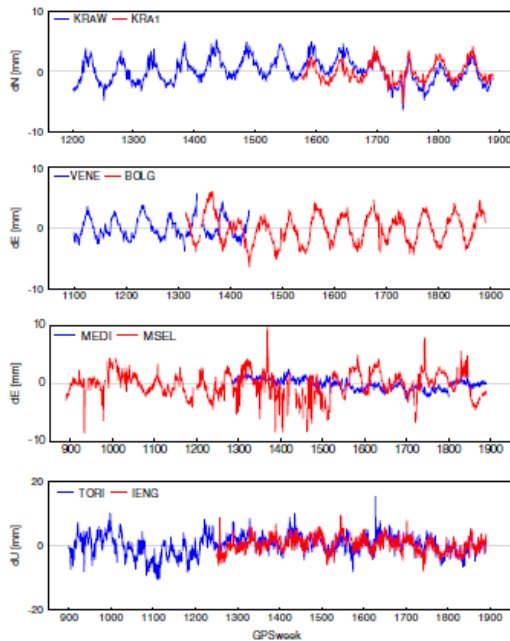 10
KRAW KRA1
dN [mm]
0
-10
1200 1300 1400 1500 1600 1700 1800 1900
10
VENE BOLG
dE [mm]
0
-10
1100 1200 1300 1400 1500 1600 1700 1800 1900
10
MEDI MSEL
dE [mm]
0
-10
900 1000 1100 1200 1300 1400 1500 1600 1700 1800 1900
20
TORI IENG
dU [mm]
0
-20
900 1000 1100 1200 1300 1400 1500 1600 1700 1800 1900
GPSweek